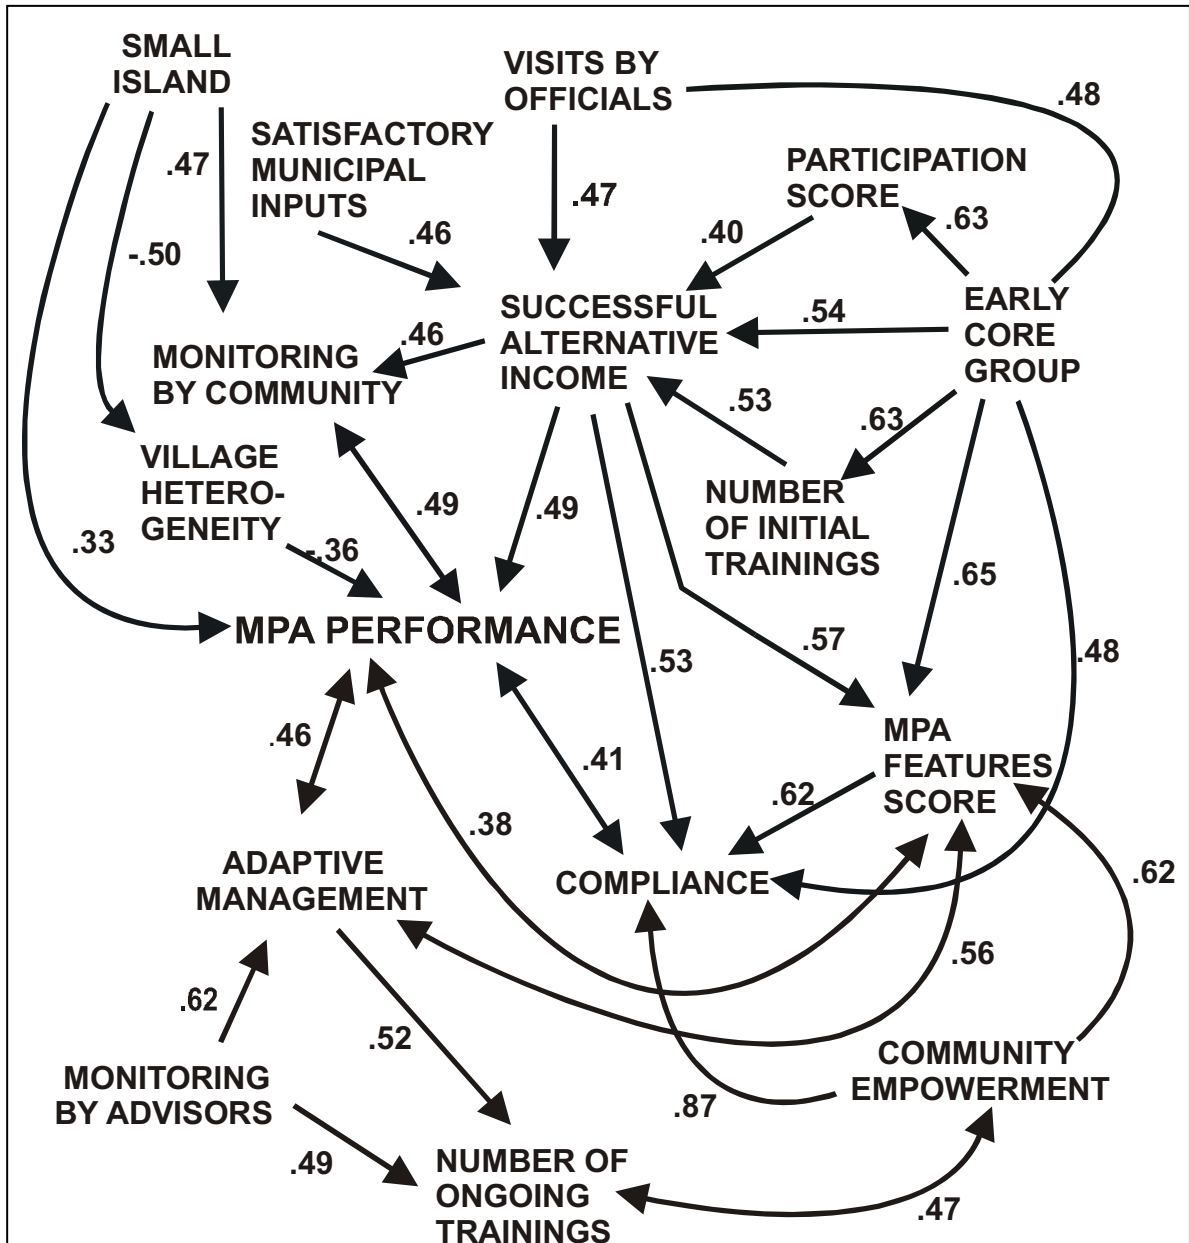 SMALL
ISLAND
VISITS BY
OFFICIALS
.48
SATISFACTORY
MUNICIPAL
INPUTS
PARTICIPATION
SCORE
.47
.47
.46
.40
.63
-.50
SUCCESSFUL
ALTERNATIVE
INCOME
EARLY
CORE
GROUP
.54
.46
MONITORING
BY COMMUNITY
.53
.63
VILLAGE
HETERO-
GENEITY
NUMBER
OF INITIAL
TRAININGS
.49
.49
.33
-.36
.65
MPA PERFORMANCE
.57
.53
.48
MPA
FEATURES
SCORE
.46
.41
.62
.38
ADAPTIVE
MANAGEMENT
COMPLIANCE
.62
.56
.62
.52
COMMUNITY
EMPOWERMENT
MONITORING
BY ADVISORS
.87
.49
NUMBER OF
ONGOING
TRAININGS
.47